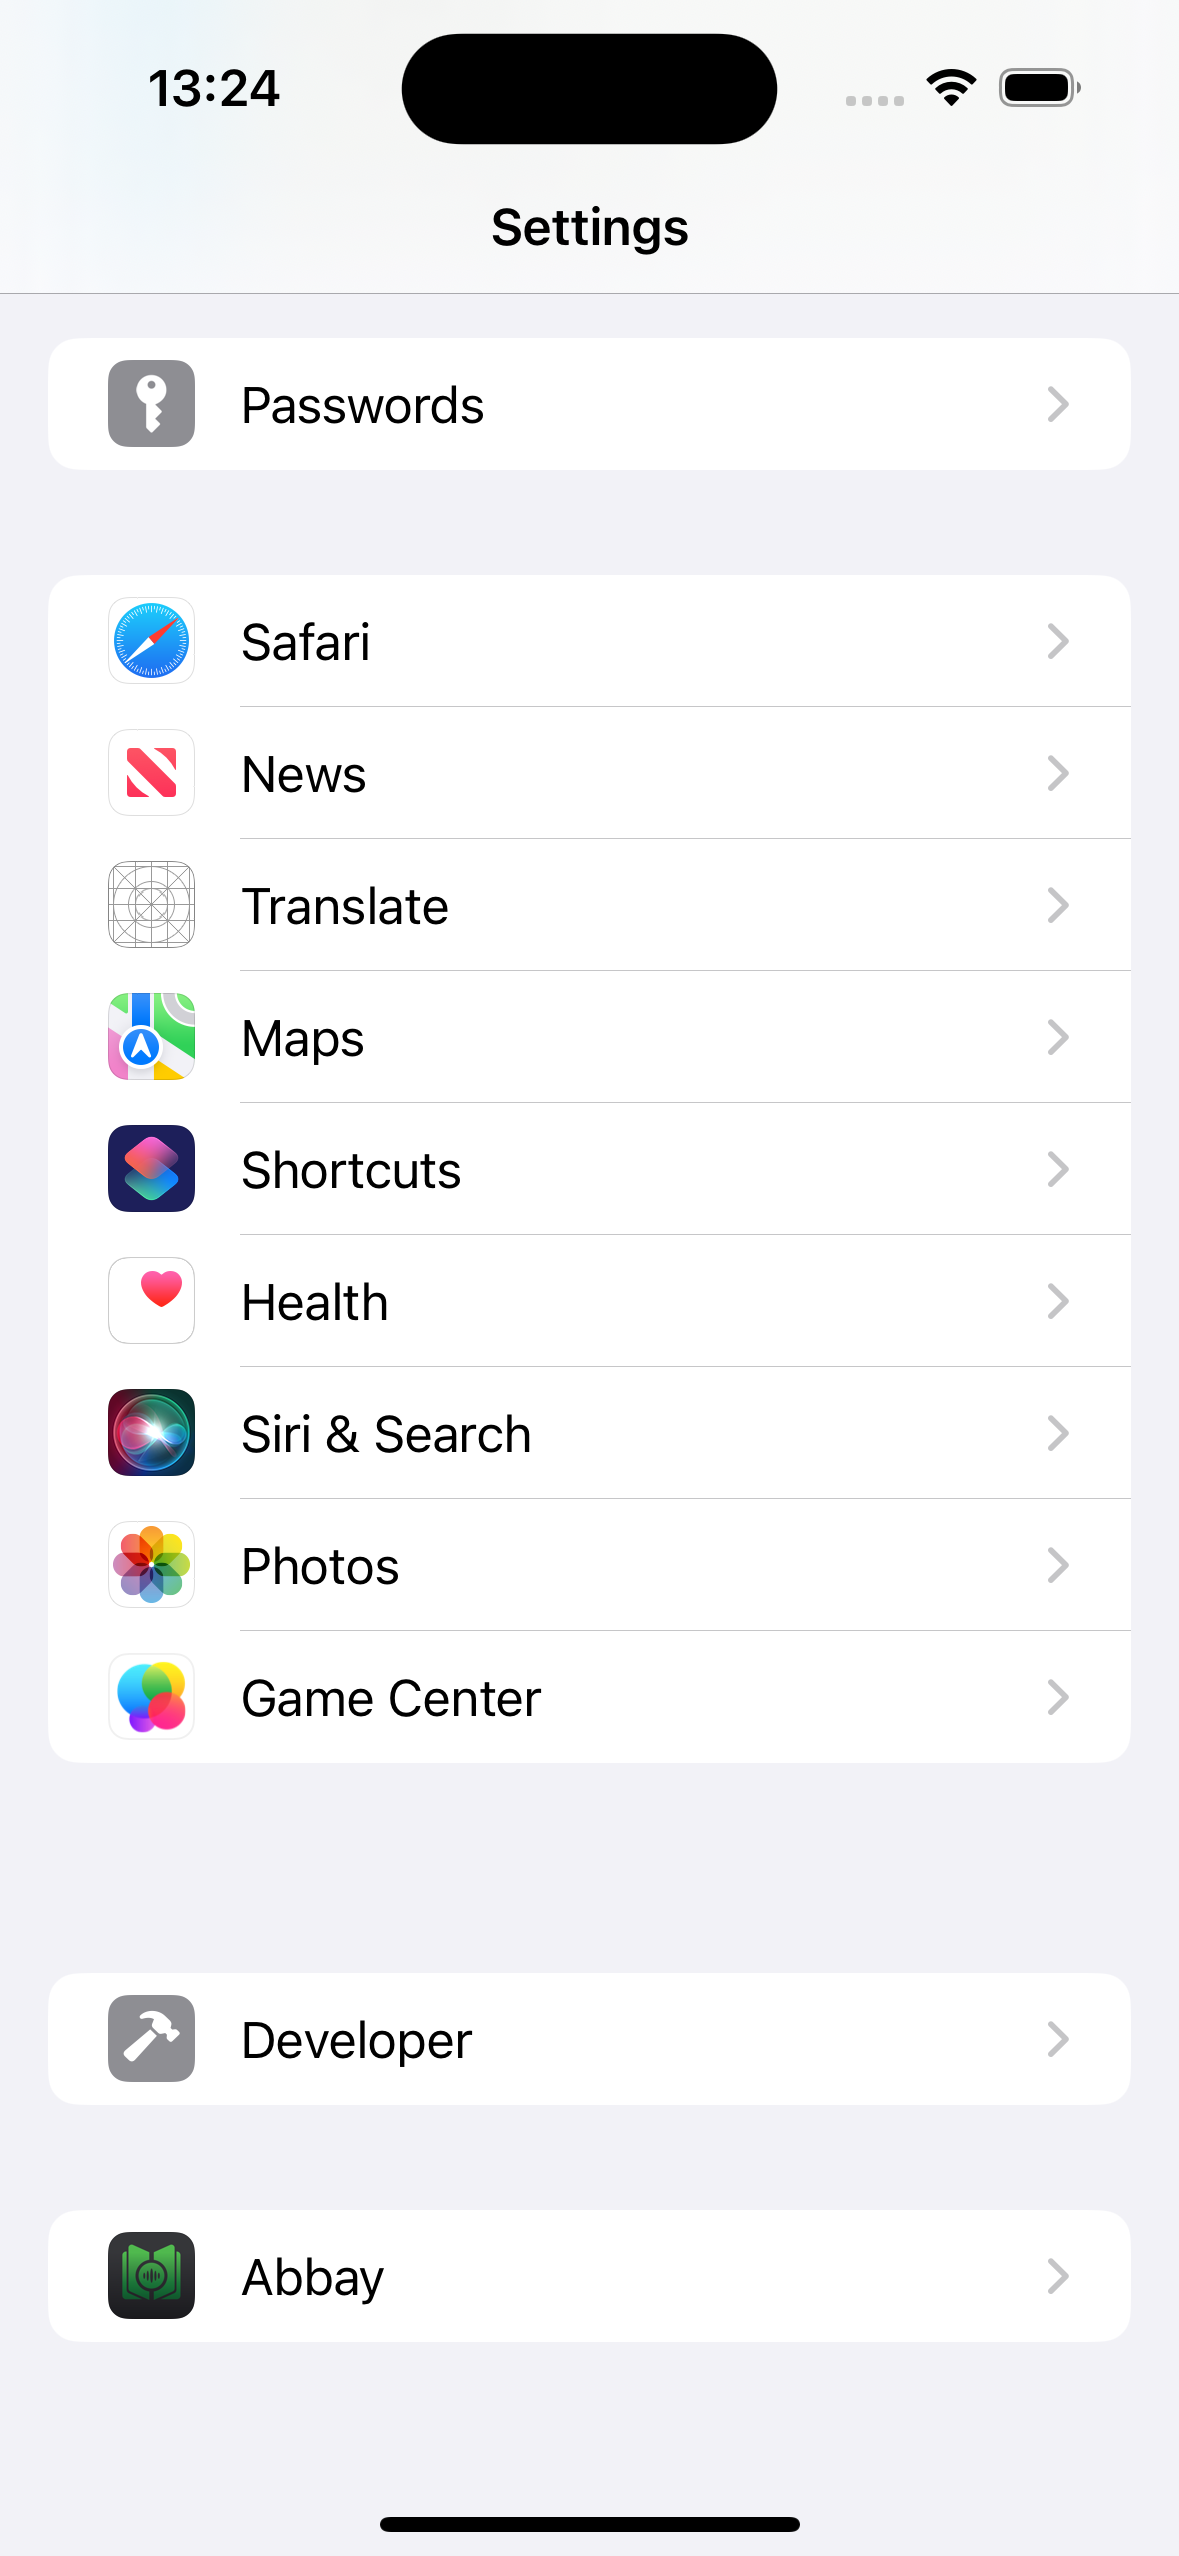 13:24
Settings
Passwords
Safari
News
Translate
Maps
Shortcuts
Health
Siri & Search
Photos
Game Center
Developer
Abbay